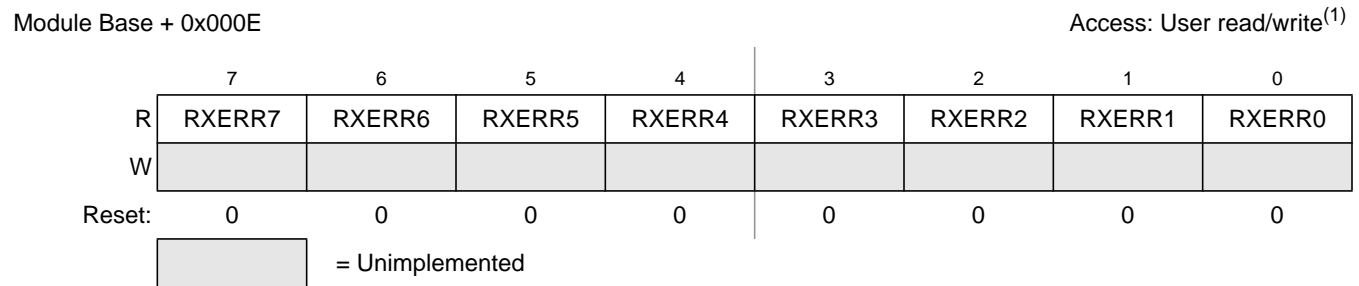 Module Base + 0x000E Access: User read/write(1)
7 6 5 4 3 2 1 0
R RXERR7 RXERR6 RXERR5 RXERR4 RXERR3 RXERR2 RXERR1 RXERR0
W
Reset: 0 0 0 0 0 0 0 0
= Unimplemented